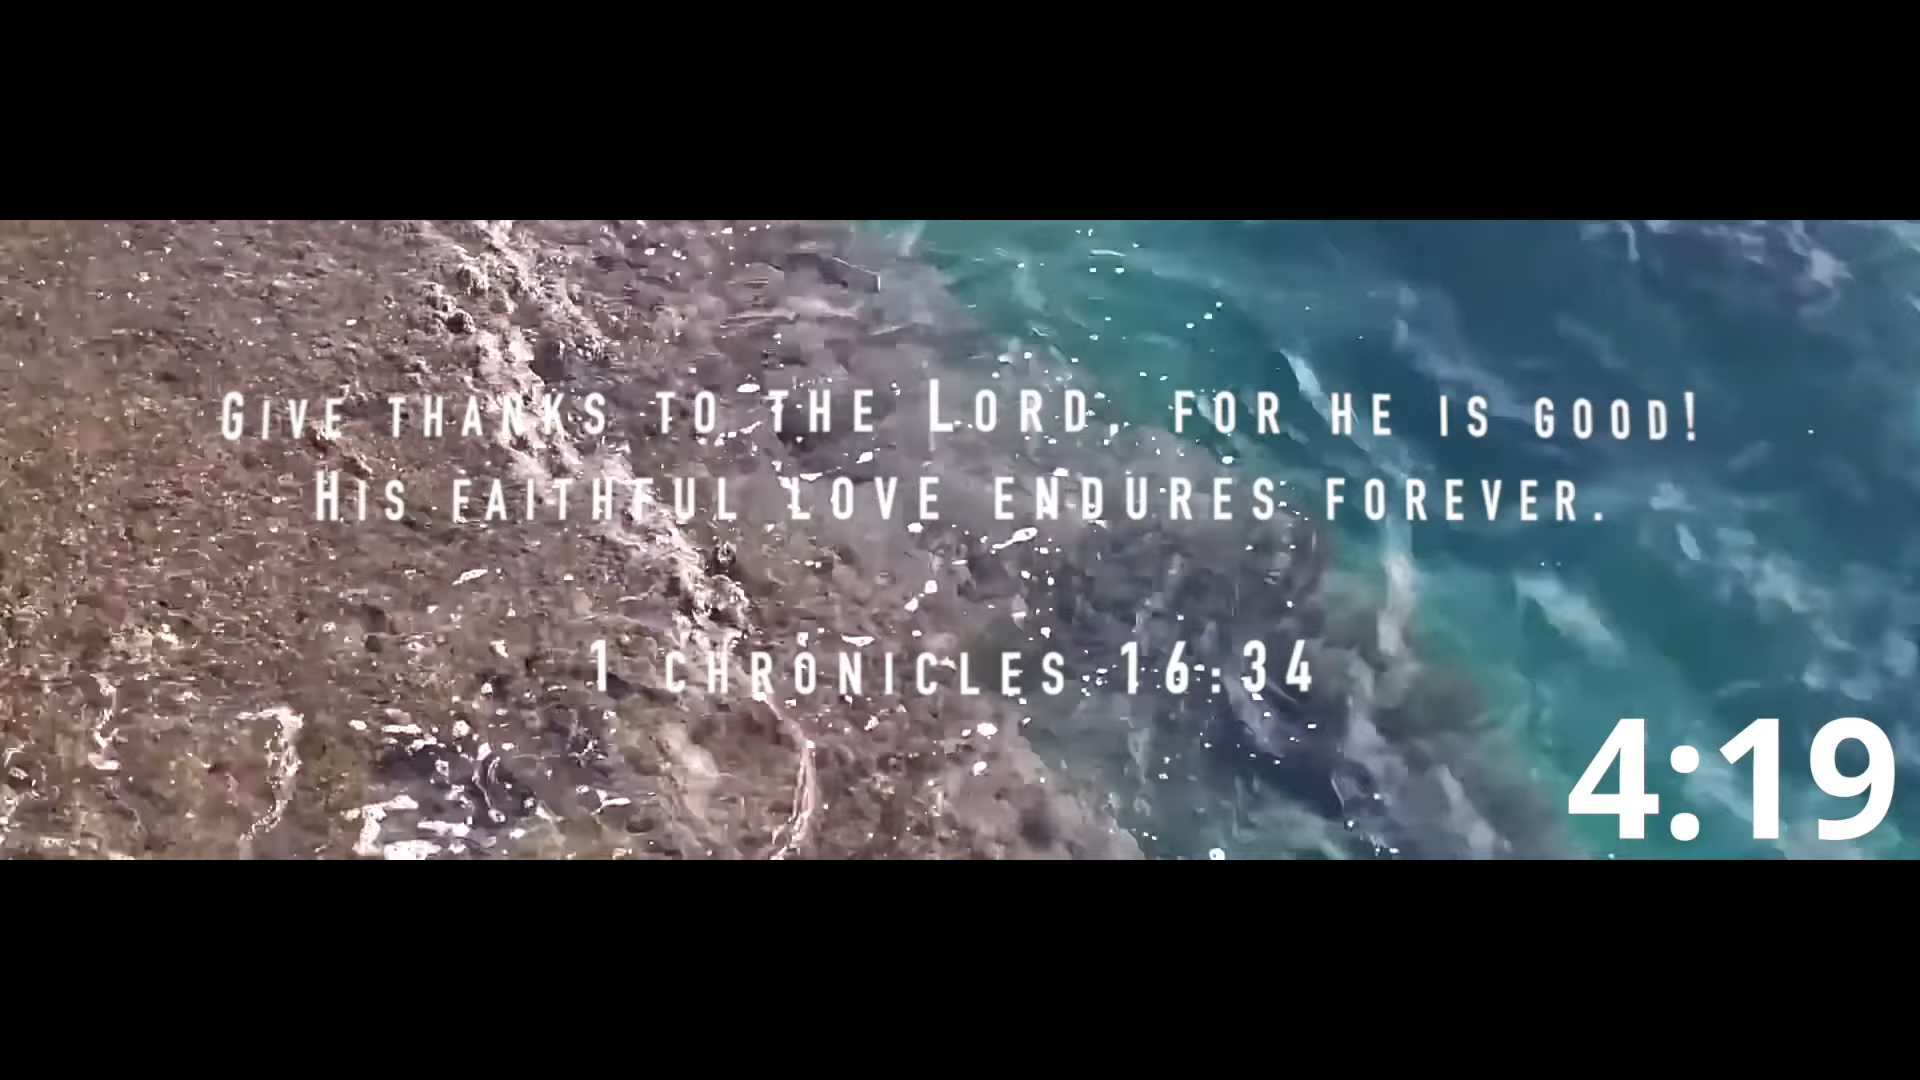 Give thanks to the Lord, for he is good!
His faithful love endures forever.
1 Chronicles 16:34
4:19